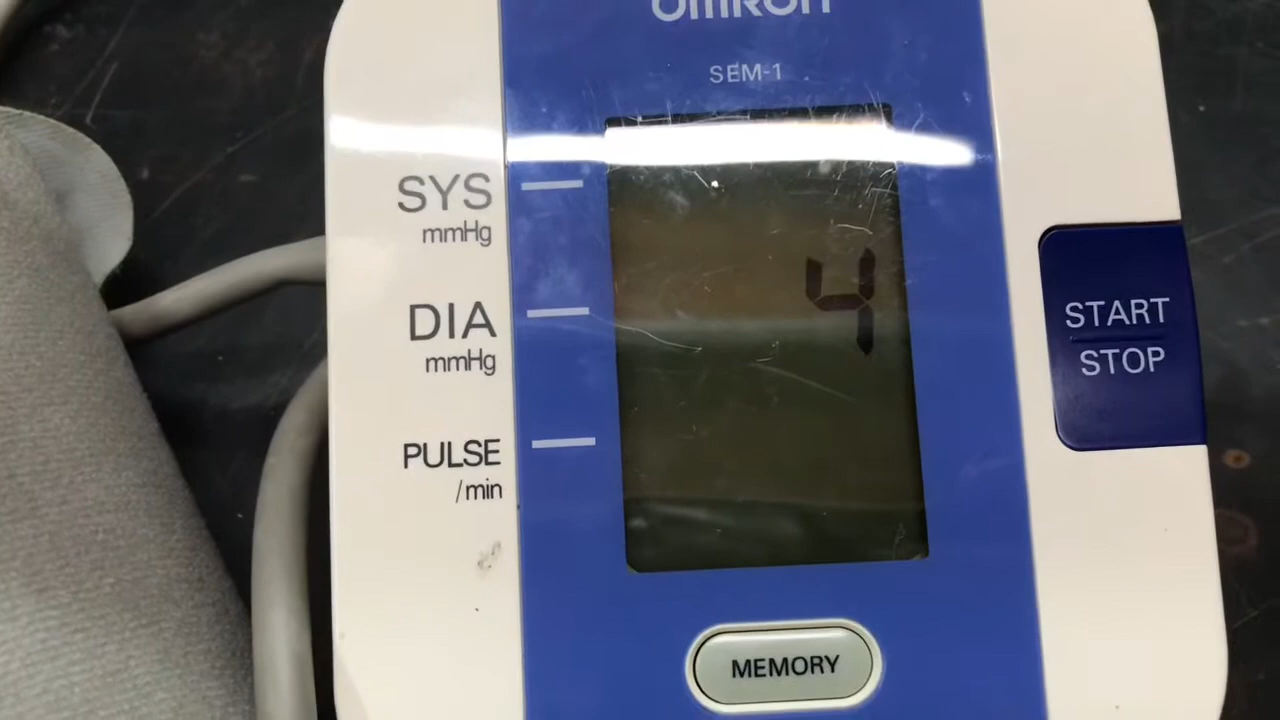 OMRON
SEM-1
SYS
mmHg
4
DIA
mmHg
START
STOP
PULSE
/min
MEMORY